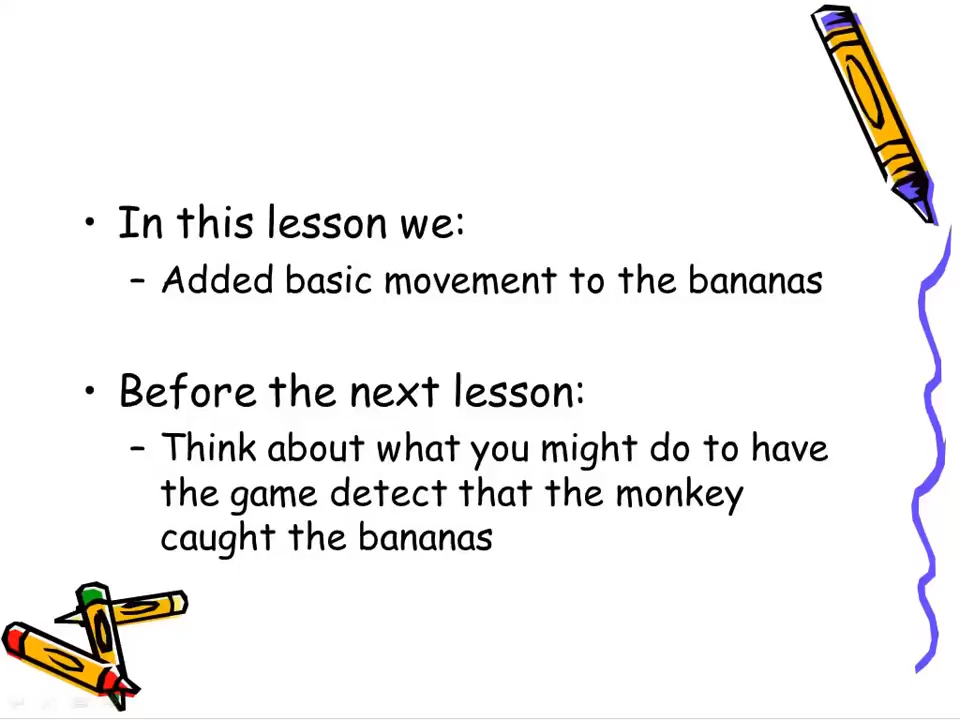 • In this lesson we:
– Added basic movement to the bananas
• Before the next lesson:
– Think about what you might do to have
the game detect that the monkey
caught the bananas